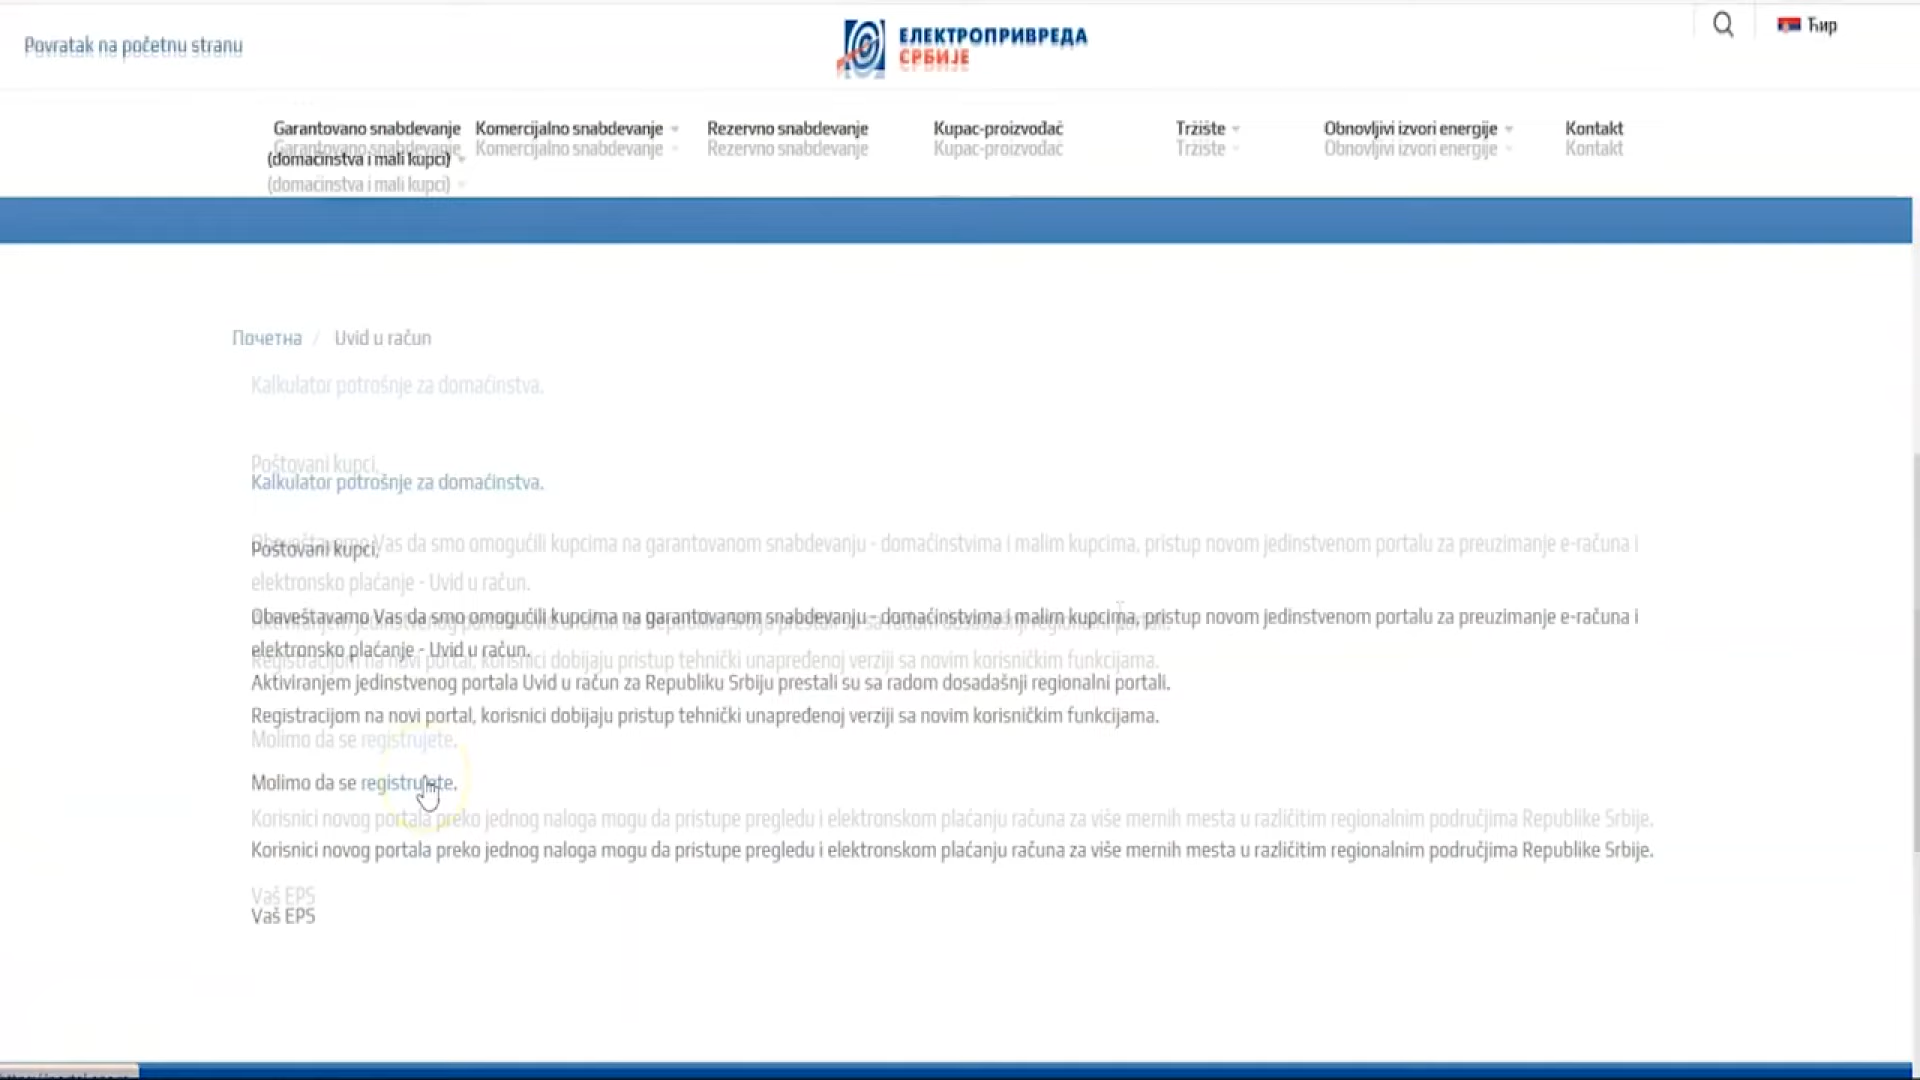 Povratak na početnu stranu
ЕЛЕКТРОПРИВРЕДА
СРБИЈЕ
Ћир
Garantovano snabdevanje
(domaćinstva i mali kupci)
Komercijalno snabdevanje
Rezervno snabdevanje
Kupac-proizvođač
Tržište
Obnovljivi izvori energije
Kontakt
Почетна / Uvid u račun
Kalkulator potrošnje za domaćinstva.
Poštovani kupci,
Obaveštavamo Vas da smo omogućili kupcima na garantovanom snabdevanju - domaćinstvima i malim kupcima, pristup novom jedinstvenom portalu za preuzimanje e-računa i
elektronsko plaćanje - Uvid u račun.
Aktiviranjem jedinstvenog portala Uvid u račun za Republiku Srbiju prestali su sa radom dosadašnji regionalni portali.
Registracijom na novi portal, korisnici dobijaju pristup tehnički unapređenoj verziji sa novim korisničkim funkcijama.
Molimo da se registrujete.
Korisnici novog portala preko jednog naloga mogu da pristupe pregledu i elektronskom plaćanju računa za više mernih mesta u različitim regionalnim područjima Republike Srbije.
Vaš EPS